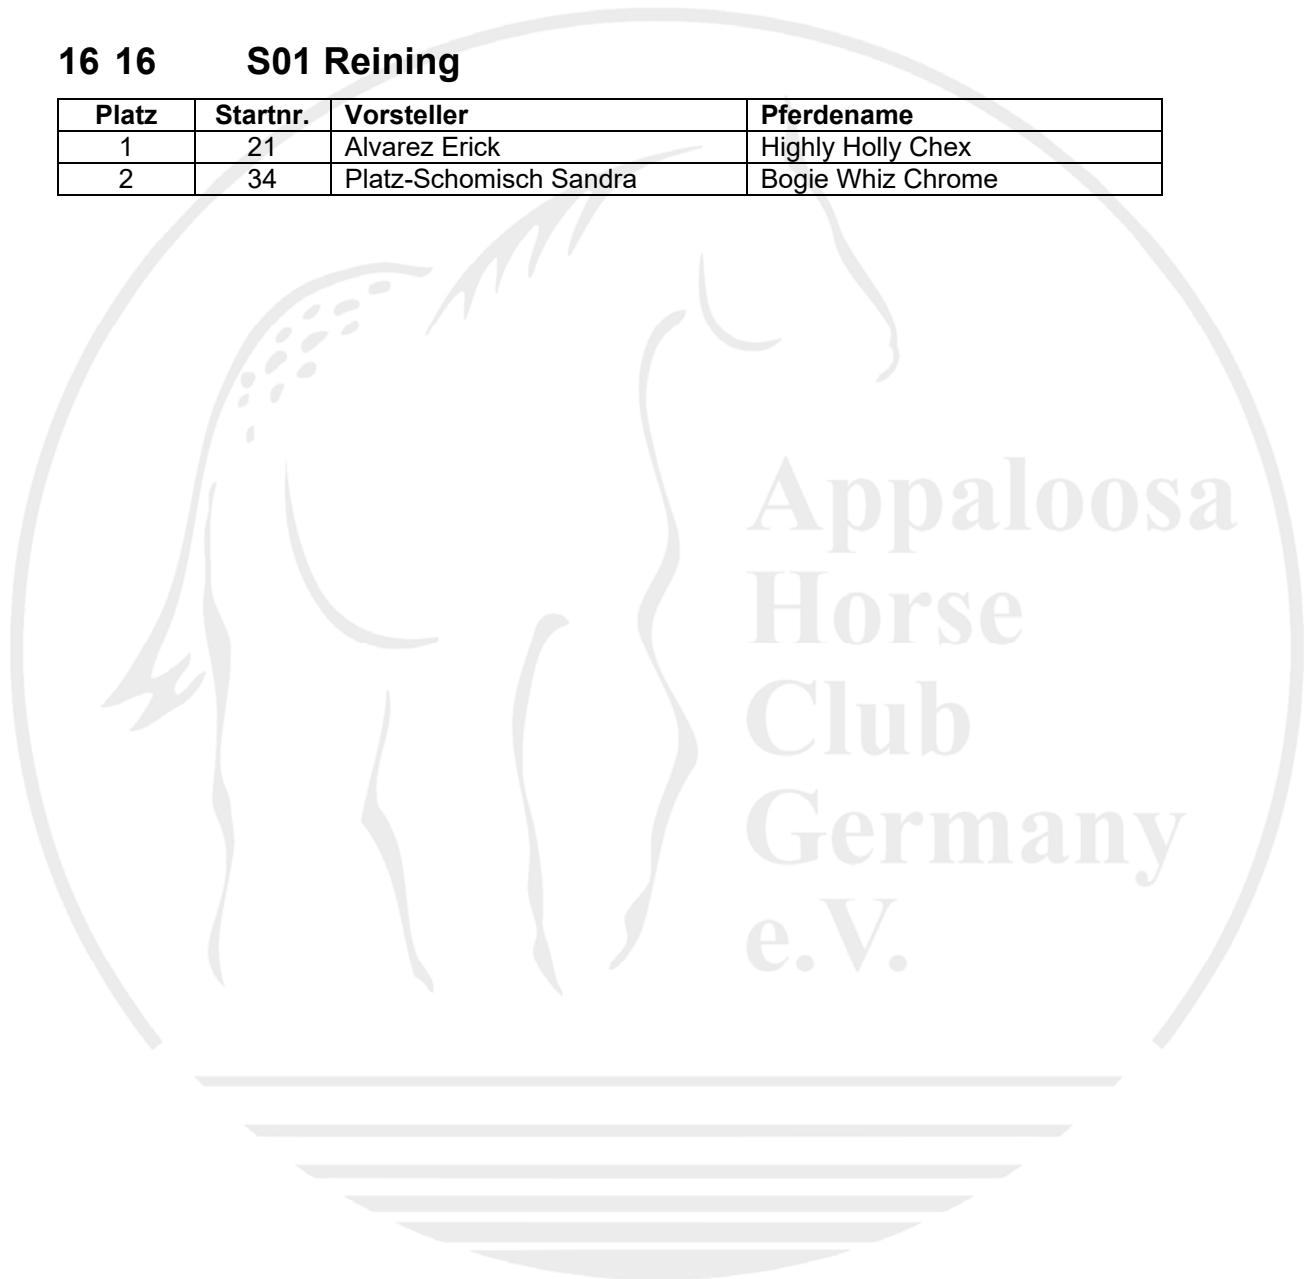 16 16 S01 Reining
Platz Startnr. Vorsteller Pferdename
1 21 Alvarez Erick Highly Holly Chex
2 34 Platz-Schomisch Sandra Bogie Whiz Chrome
Appaloosa
Horse
Club
Germany
e.V.